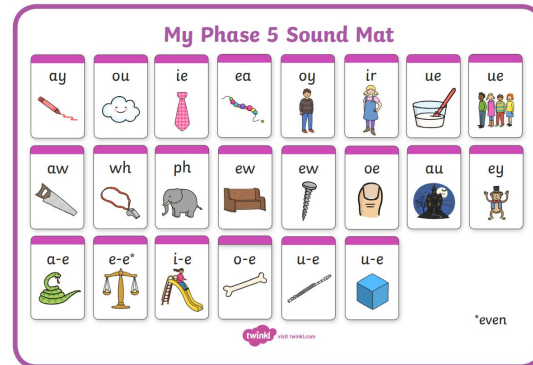 My Phase 5 Sound Mat
ay ou ie ea oy ir ue ue
aw wh ph ew ew oe au ey
a-e e-e* i-e o-e u-e u-e
*even
twinkl visit twinkl.com